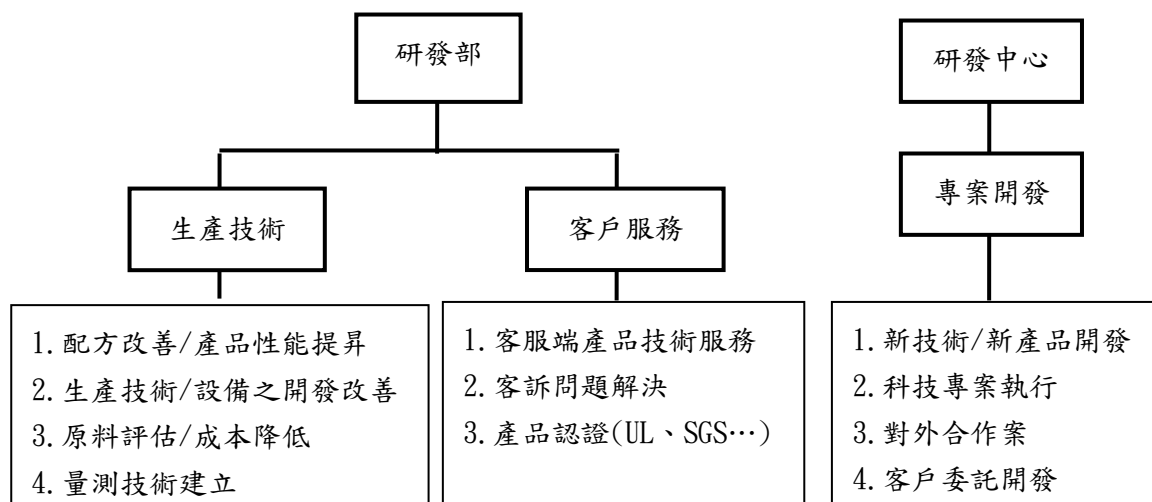 研發部
研發中心
專案開發
生產技術
客戶服務
1.配方改善/產品性能提昇
2.生產技術/設備之開發改善
3.原料評估/成本降低
4.量測技術建立
1.客服端產品技術服務
2.客訴問題解決
3.產品認證(UL、SGS…)
1.新技術/新產品開發
2.科技專案執行
3.對外合作案
4.客戶委託開發